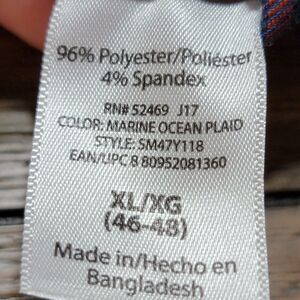 96% Polyester/Poliéster
4% Spandex
RN# 52469 J17
COLOR: MARINE OCEAN PLAID
STYLE: SM47Y118
EAN/UPC 8 80952081360
XL/XG
(46-48)
Made in/Hecho en
Bangladesh